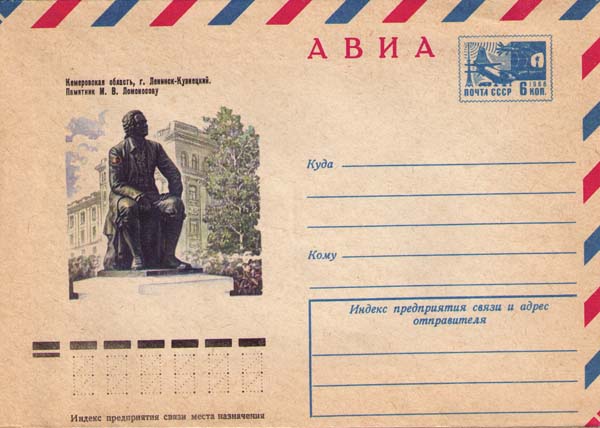 АВИА
ПОЧТА СССР 1966
6 КОП.
Кемеровская область, г. Ленинск-Кузнецкий.
Памятник М. В. Ломоносову
Куда
Кому
Индекс предприятия связи и адрес
отправителя
Индекс предприятия связи места назначения